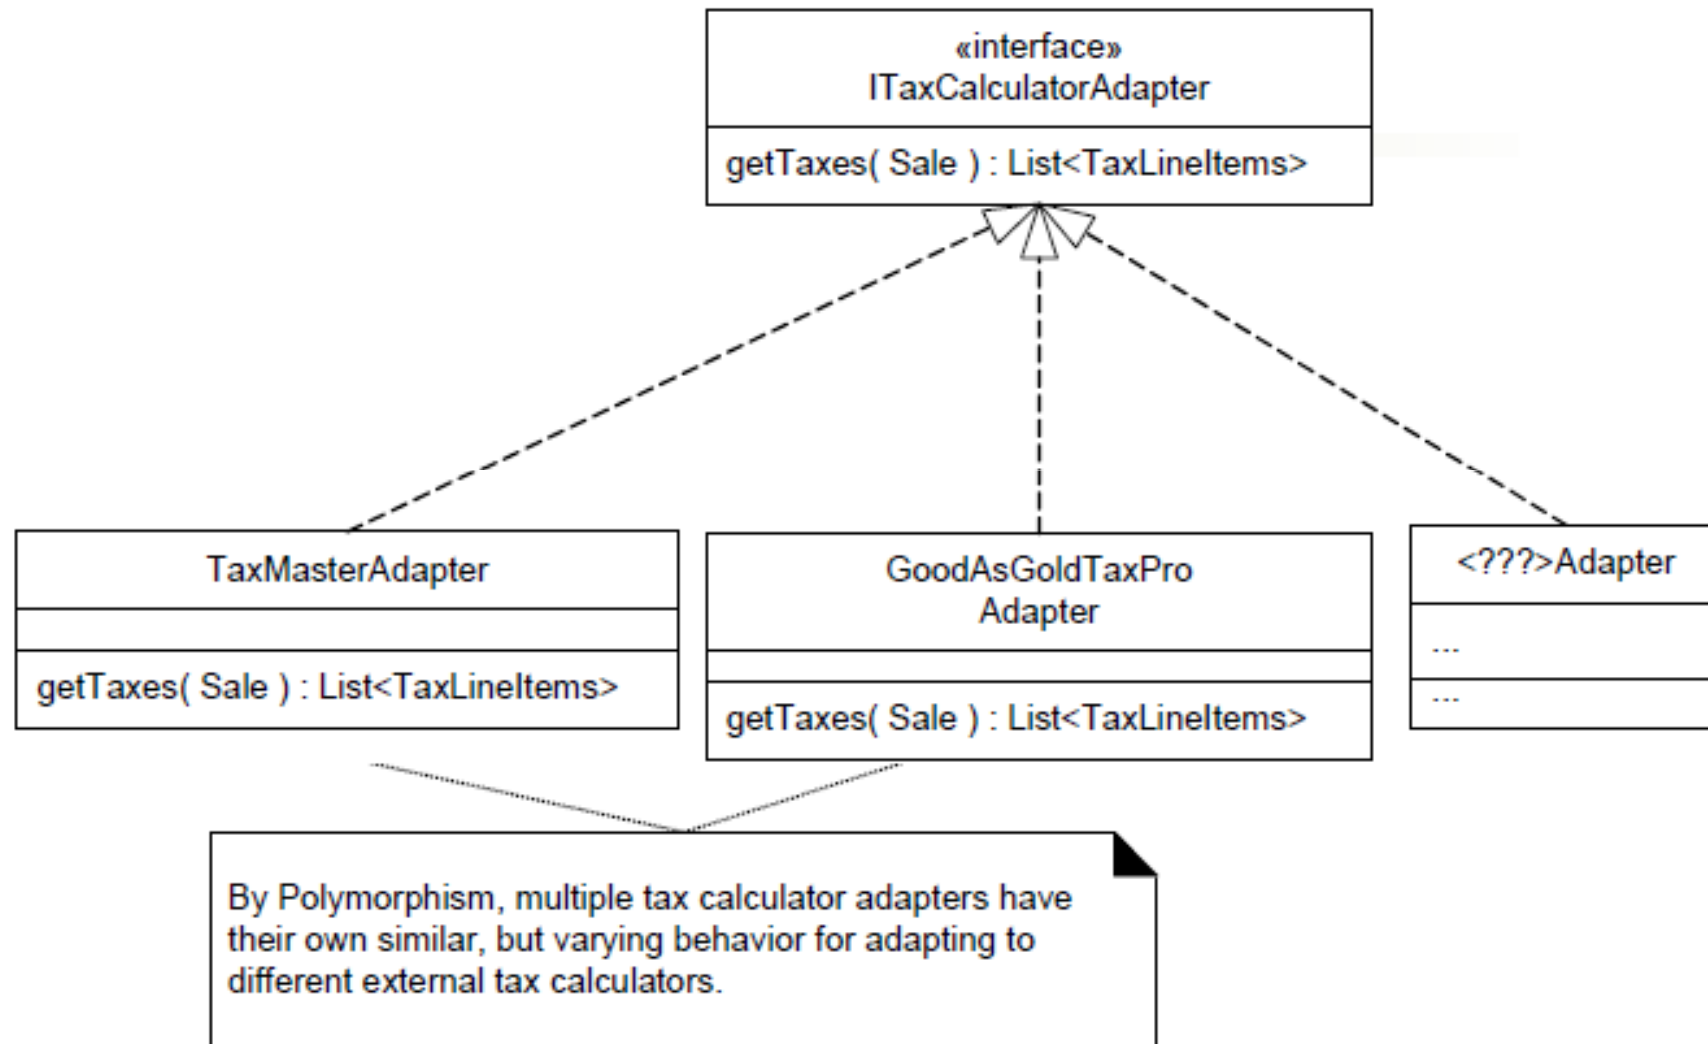 «interface»
ITaxCalculatorAdapter
getTaxes( Sale ) : List<TaxLineItems>
TaxMasterAdapter
getTaxes( Sale ) : List<TaxLineItems>
GoodAsGoldTaxPro
Adapter
getTaxes( Sale ) : List<TaxLineItems>
<???>Adapter
...
...
By Polymorphism, multiple tax calculator adapters have
their own similar, but varying behavior for adapting to
different external tax calculators.